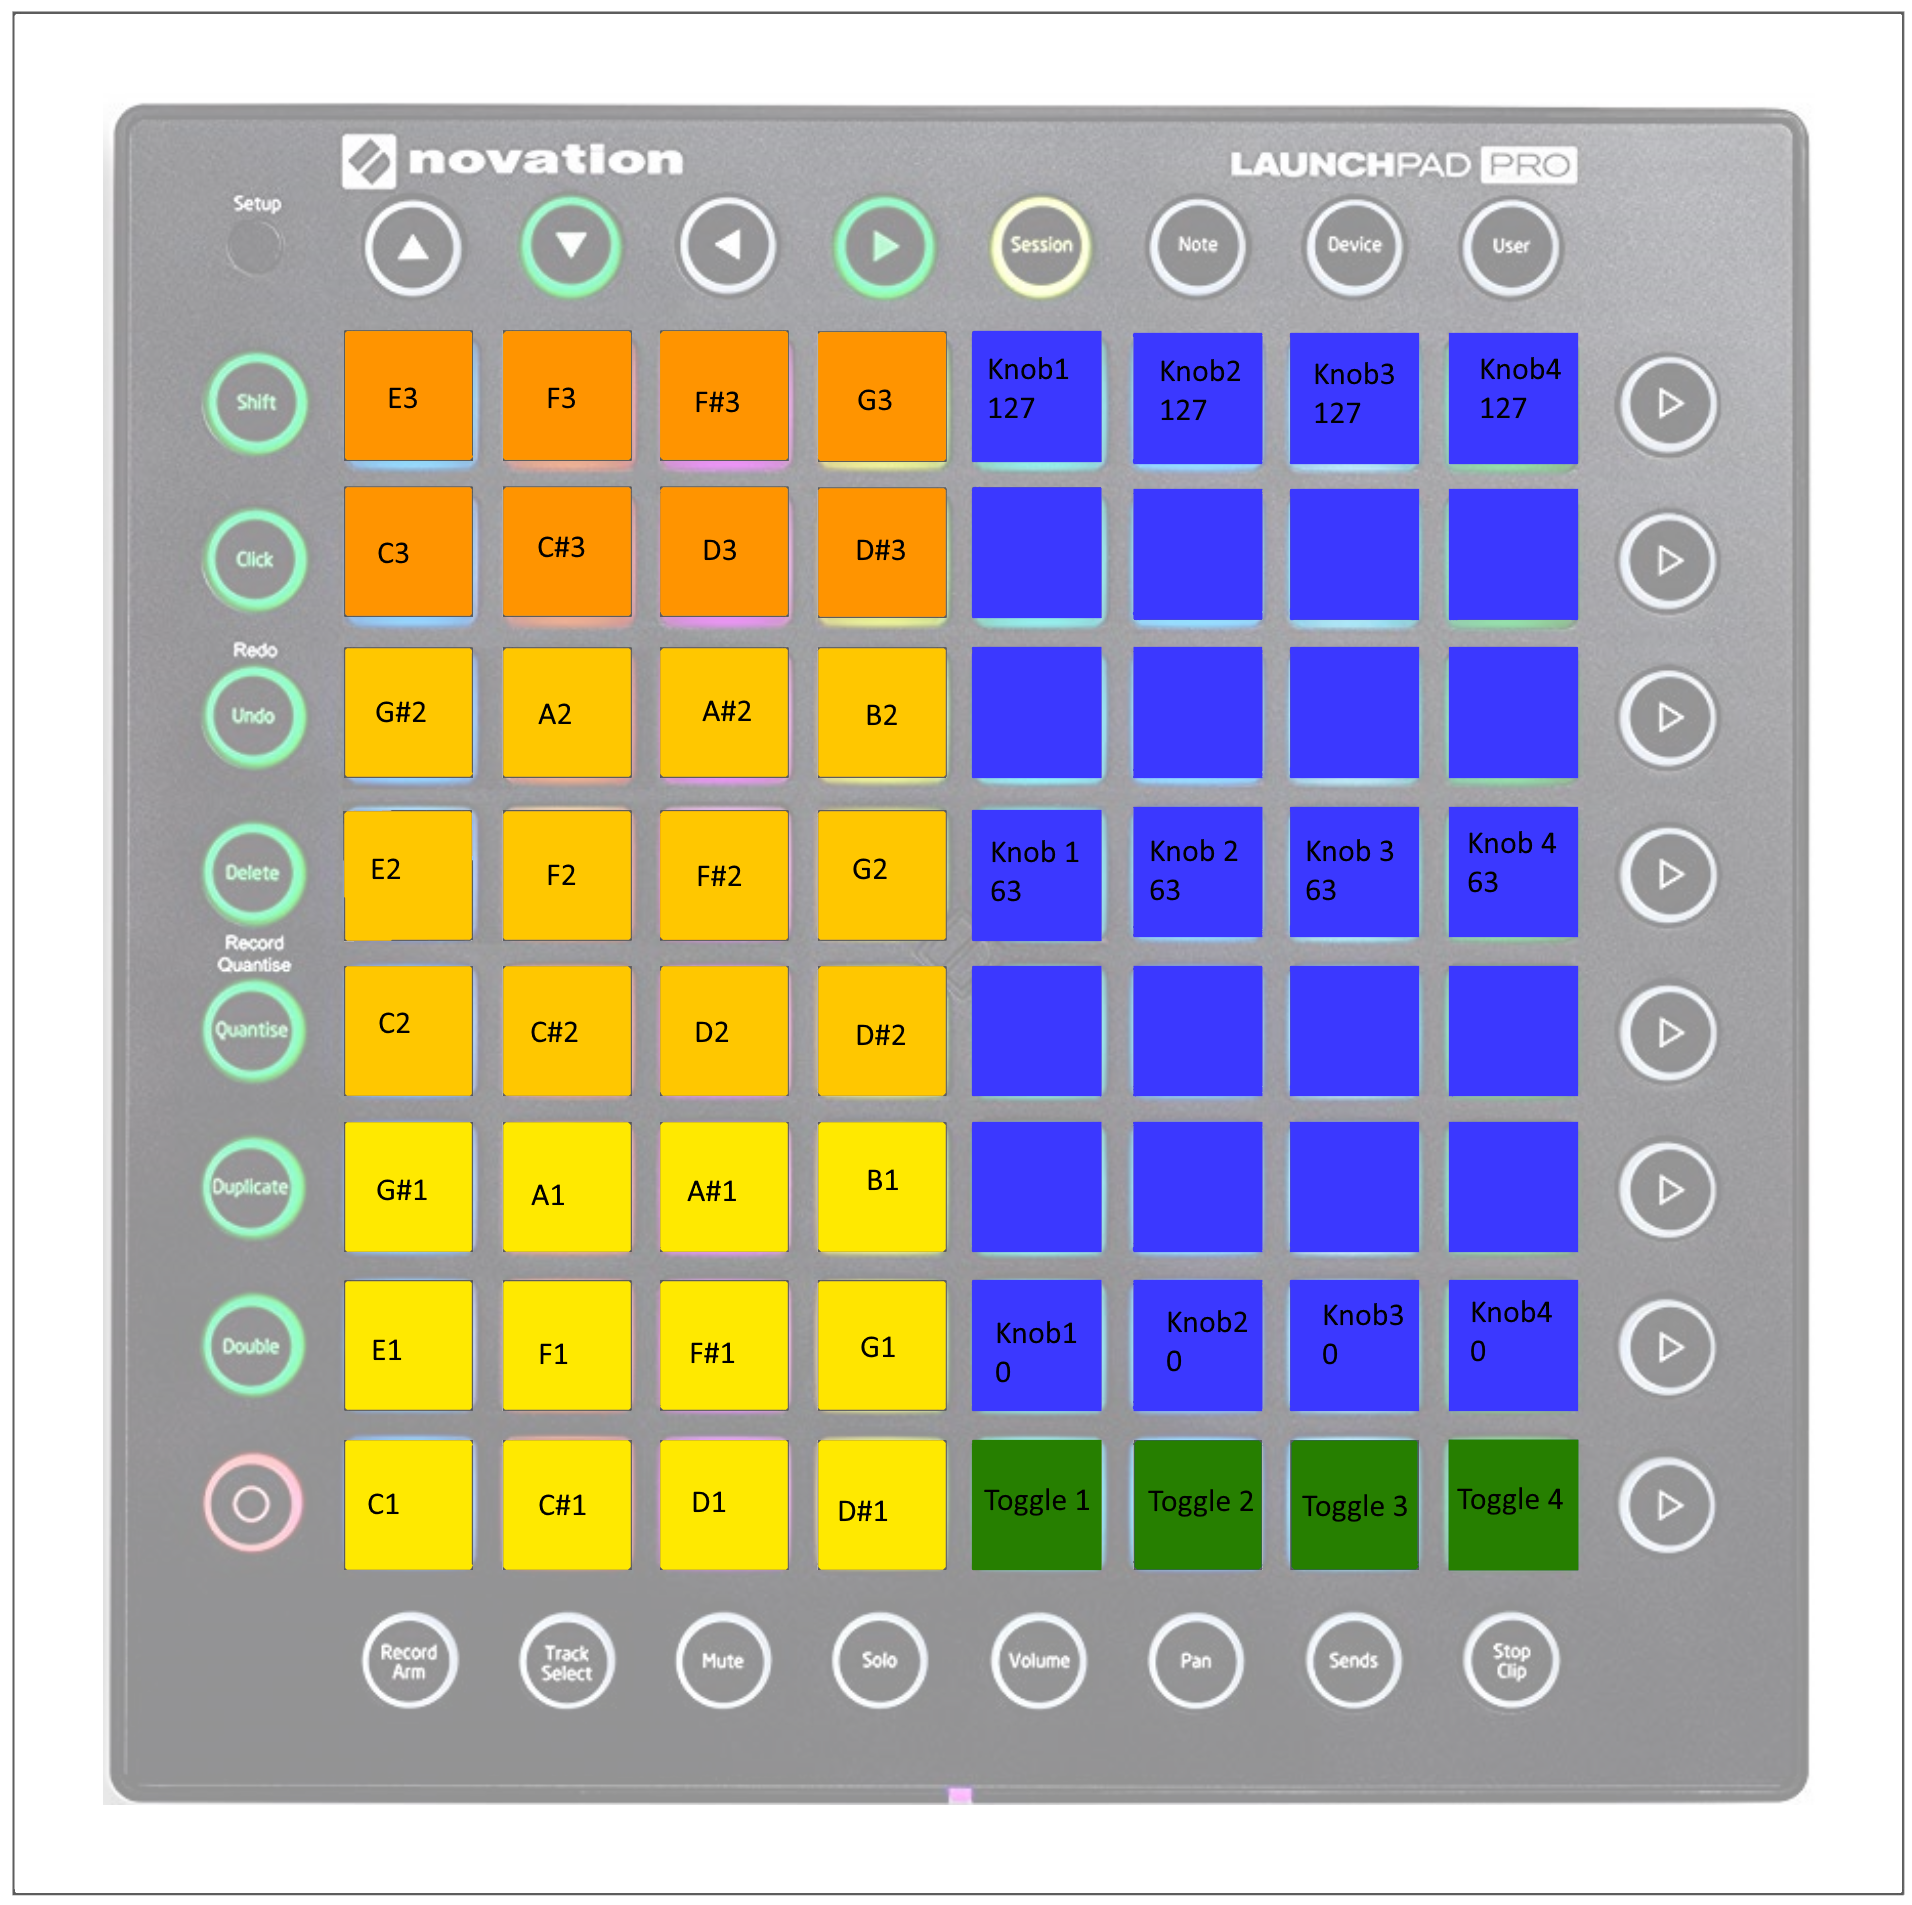 novation
LAUNCHPAD PRO
Setup
Session
Note
Device
User
Shift
E3
F3
F#3
G3
Knob1
127
Knob2
127
Knob3
127
Knob4
127
Click
C3
C#3
D3
D#3
Redo
Undo
G#2
A2
A#2
B2
Delete
E2
F2
F#2
G2
Knob 1
63
Knob 2
63
Knob 3
63
Knob 4
63
Record
Quantise
Quantise
C2
C#2
D2
D#2
Duplicate
G#1
A1
A#1
B1
Double
E1
F1
F#1
G1
Knob1
0
Knob2
0
Knob3
0
Knob4
0
C1
C#1
D1
D#1
Toggle 1
Toggle 2
Toggle 3
Toggle 4
Record
Arm
Track
Select
Mute
Solo
Volume
Pan
Sends
Stop
Clip